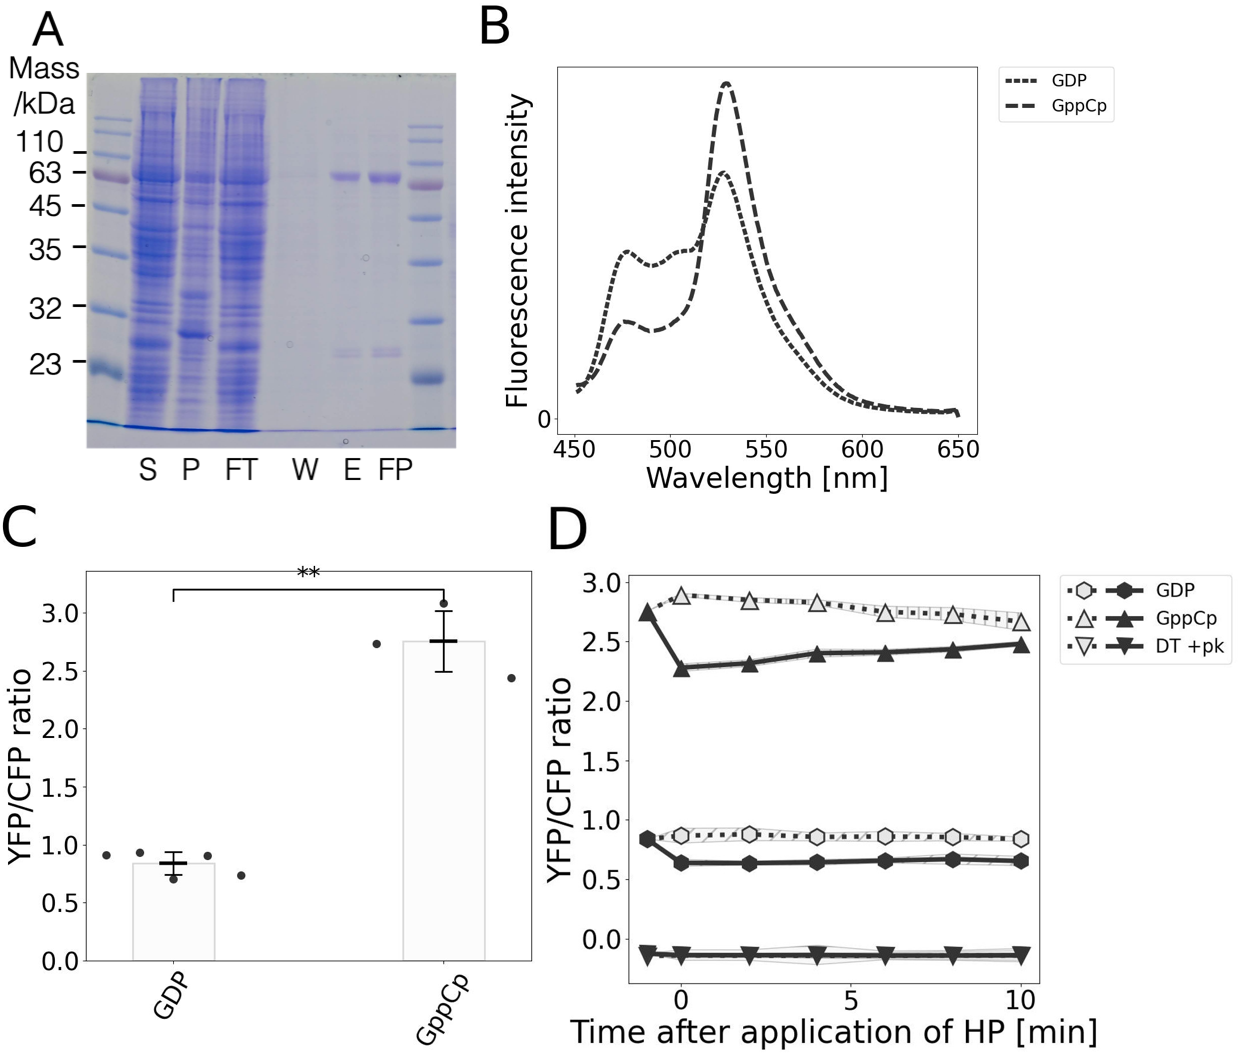 A
Mass
/kDa
110
63
45
35
32
23
S P FT W E FP
B
Fluorescence intensity
0
450 500 550 600 650
Wavelength [nm]
GDP
GppCp
C
YFP/CFP ratio
**
3.0
2.5
2.0
1.5
1.0
0.5
0.0
GDP
GppCp
D
YFP/CFP ratio
3.0
2.5
2.0
1.5
1.0
0.5
0.0
0 5 10
Time after application of HP [min]
GDP
GppCp
DT +pk